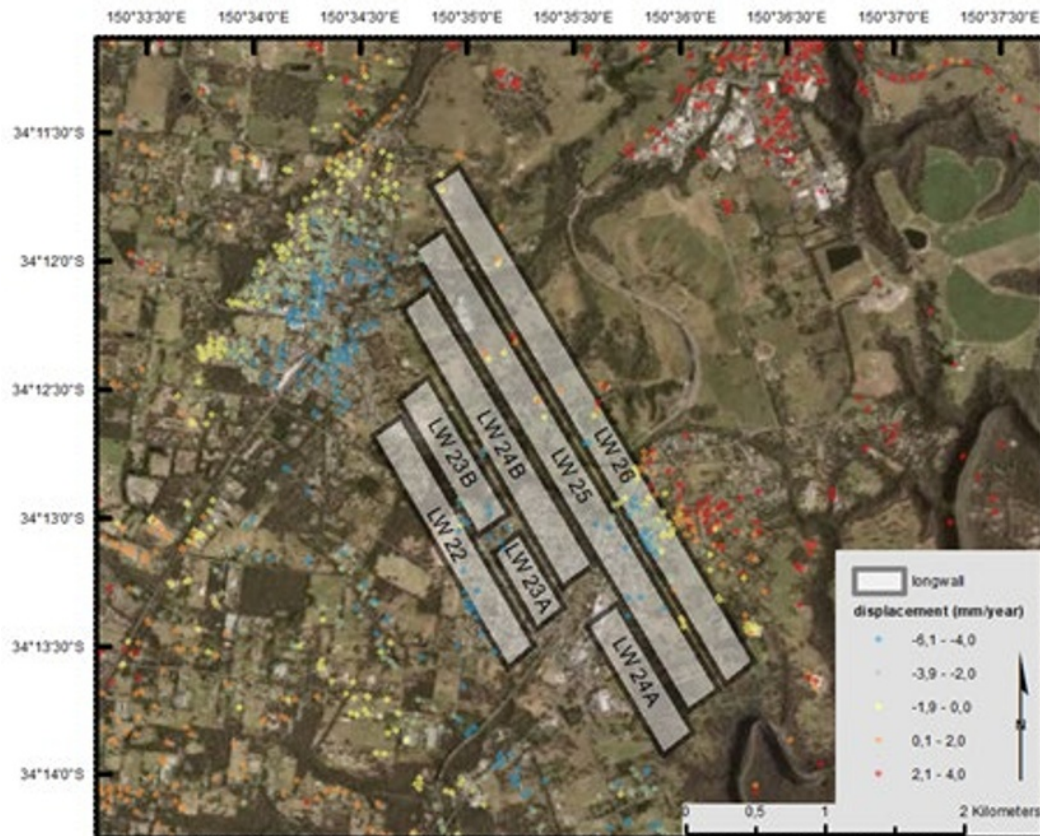 150°33'30"E 150°34'0"E 150°34'30"E 150°35'0"E 150°35'30"E 150°36'0"E 150°36'30"E 150°37'0"E 150°37'30"E
34°11'30"S
34°12'0"S
34°12'30"S
34°13'0"S
34°13'30"S
34°14'0"S
LW 26
LW 25
LW 24B
LW 23B
LW 22
LW 23A
LW 24A
longwall
displacement (mm/year)
-6,1 - -4,0
-3,9 - -2,0
-1,9 - 0,0
0,1 - 2,0
2,1 - 4,0
N
0 0,5 1 2 Kilometers